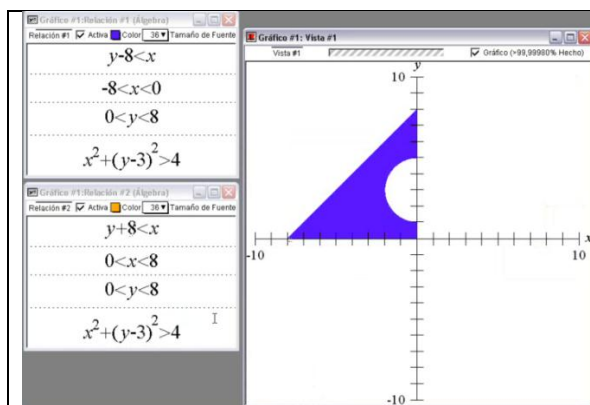 Gráfico #1:Relación #1 (Álgebra)
Relación #1 Activa Color 36 Tamaño de Fuente
y-8<x
-8<x<0
0<y<8
x²+(y-3)²>4
Gráfico #1:Relación #2 (Álgebra)
Relación #2 Activa Color 36 Tamaño de Fuente
y+8<x
0<x<8
0<y<8
x²+(y-3)²>4
Gráfico #1: Vista #1
Vista #1 Gráfico (>99,99980% Hecho)
y
10
-10
10
x
-10